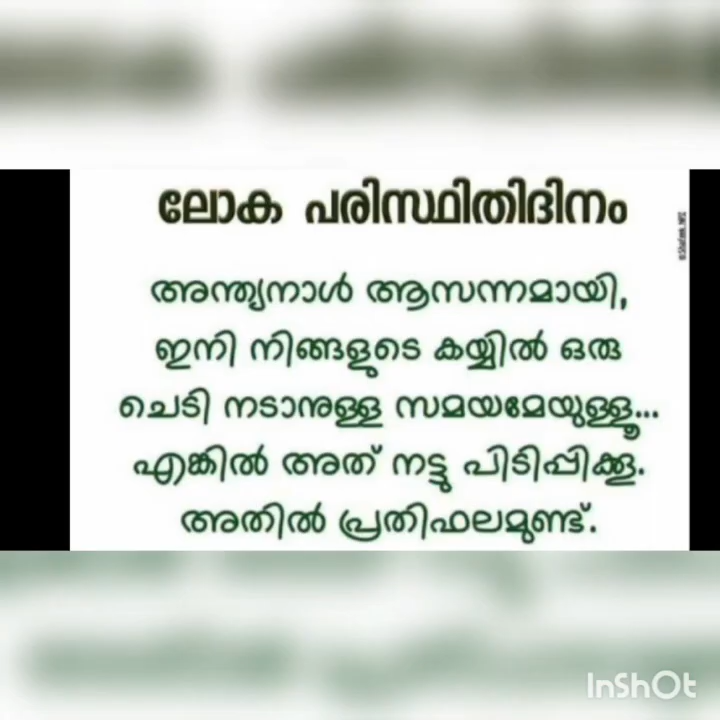 ലോക പരിസ്ഥിതിദിനം
അന്ത്യനാൾ ആസന്നമായി,
ഇനി നിങ്ങളുടെ കയ്യിൽ ഒരു
ചെടി നടാനുള്ള സമയമേയുള്ളൂ...
എങ്കിൽ അത് നട്ടു പിടിപ്പിക്കൂ.
അതിൽ പ്രതിഫലമുണ്ട്.
InShOt